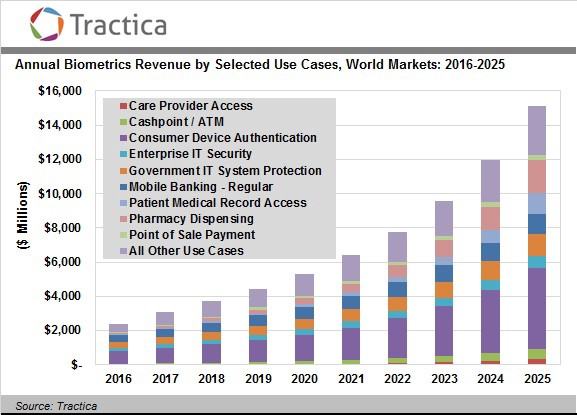 Tractica
Annual Biometrics Revenue by Selected Use Cases, World Markets: 2016-2025
($ Millions)
$16,000
$14,000
$12,000
$10,000
$8,000
$6,000
$4,000
$2,000
$-
Care Provider Access
Cashpoint / ATM
Consumer Device Authentication
Enterprise IT Security
Government IT System Protection
Mobile Banking - Regular
Patient Medical Record Access
Pharmacy Dispensing
Point of Sale Payment
All Other Use Cases
2016 2017 2018 2019 2020 2021 2022 2023 2024 2025
Source: Tractica